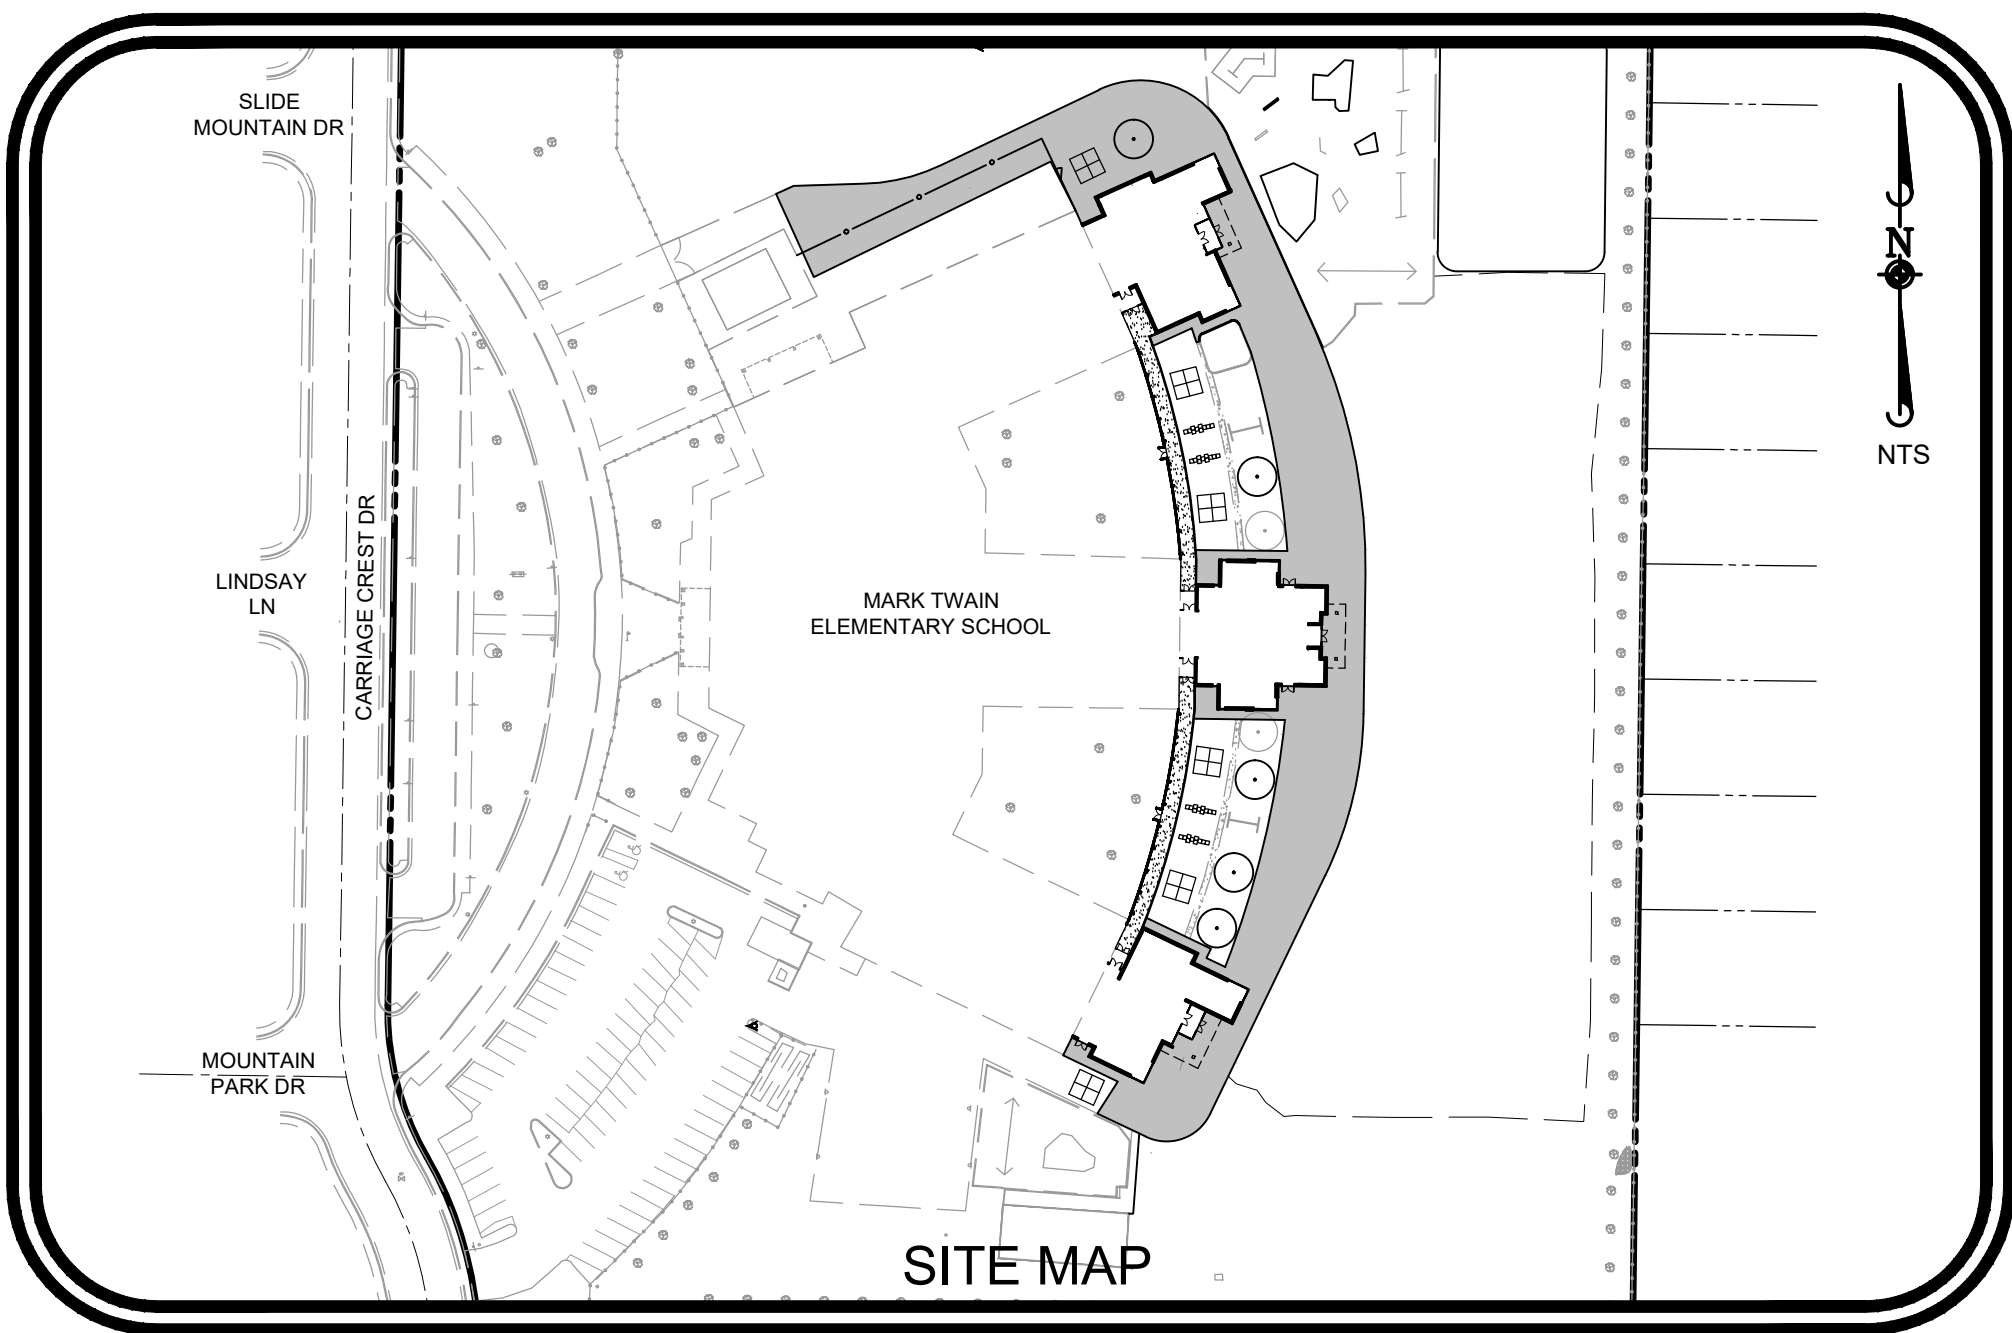 SLIDE
MOUNTAIN DR
N
NTS
CARRIAGE CREST DR
LINDSAY
LN
MARK TWAIN
ELEMENTARY SCHOOL
MOUNTAIN
PARK DR
SITE MAP